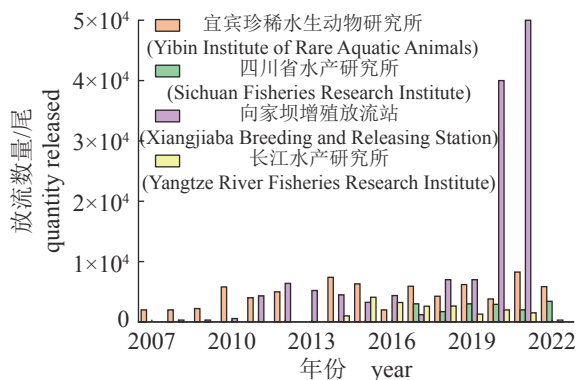 5×10⁴
4×10⁴
3×10⁴
2×10⁴
1×10⁴
0
放流数量/尾
quantity released
宜宾珍稀水生动物研究所
(Yibin Institute of Rare Aquatic Animals)
四川省水产研究所
(Sichuan Fisheries Research Institute)
向家坝增殖放流站
(Xiangjiaba Breeding and Releasing Station)
长江水产研究所
(Yangtze River Fisheries Research Institute)
2007 2010 2013 2016 2019 2022
年份 year